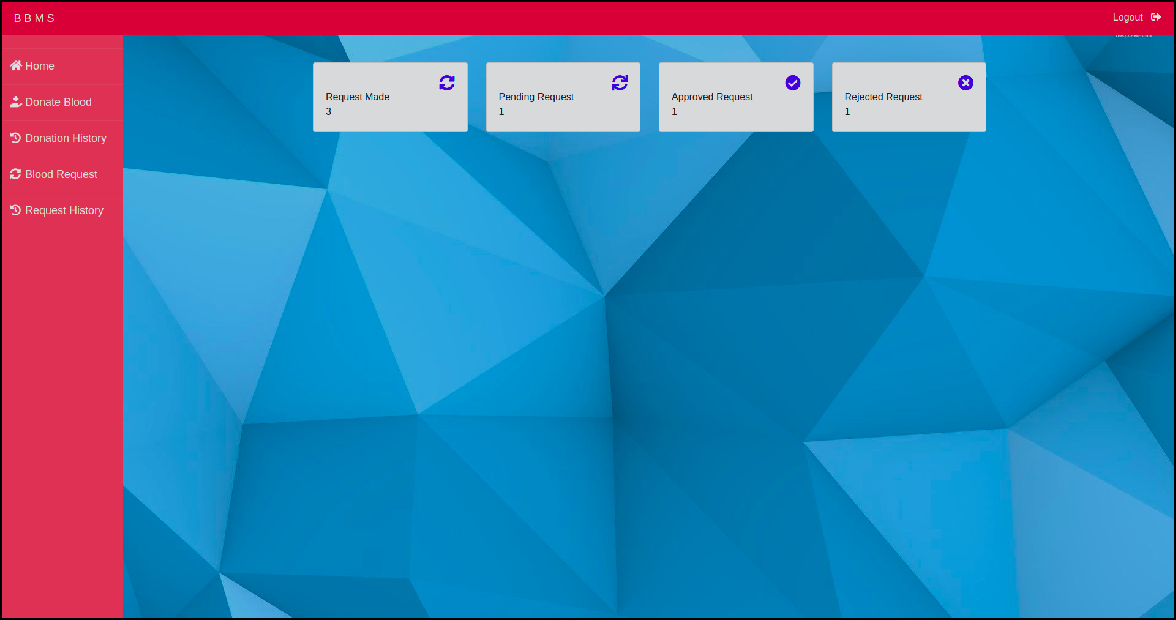 B B M S
Logout
Home
Donate Blood
Donation History
Blood Request
Request History
Request Made
3
Pending Request
1
Approved Request
1
Rejected Request
1